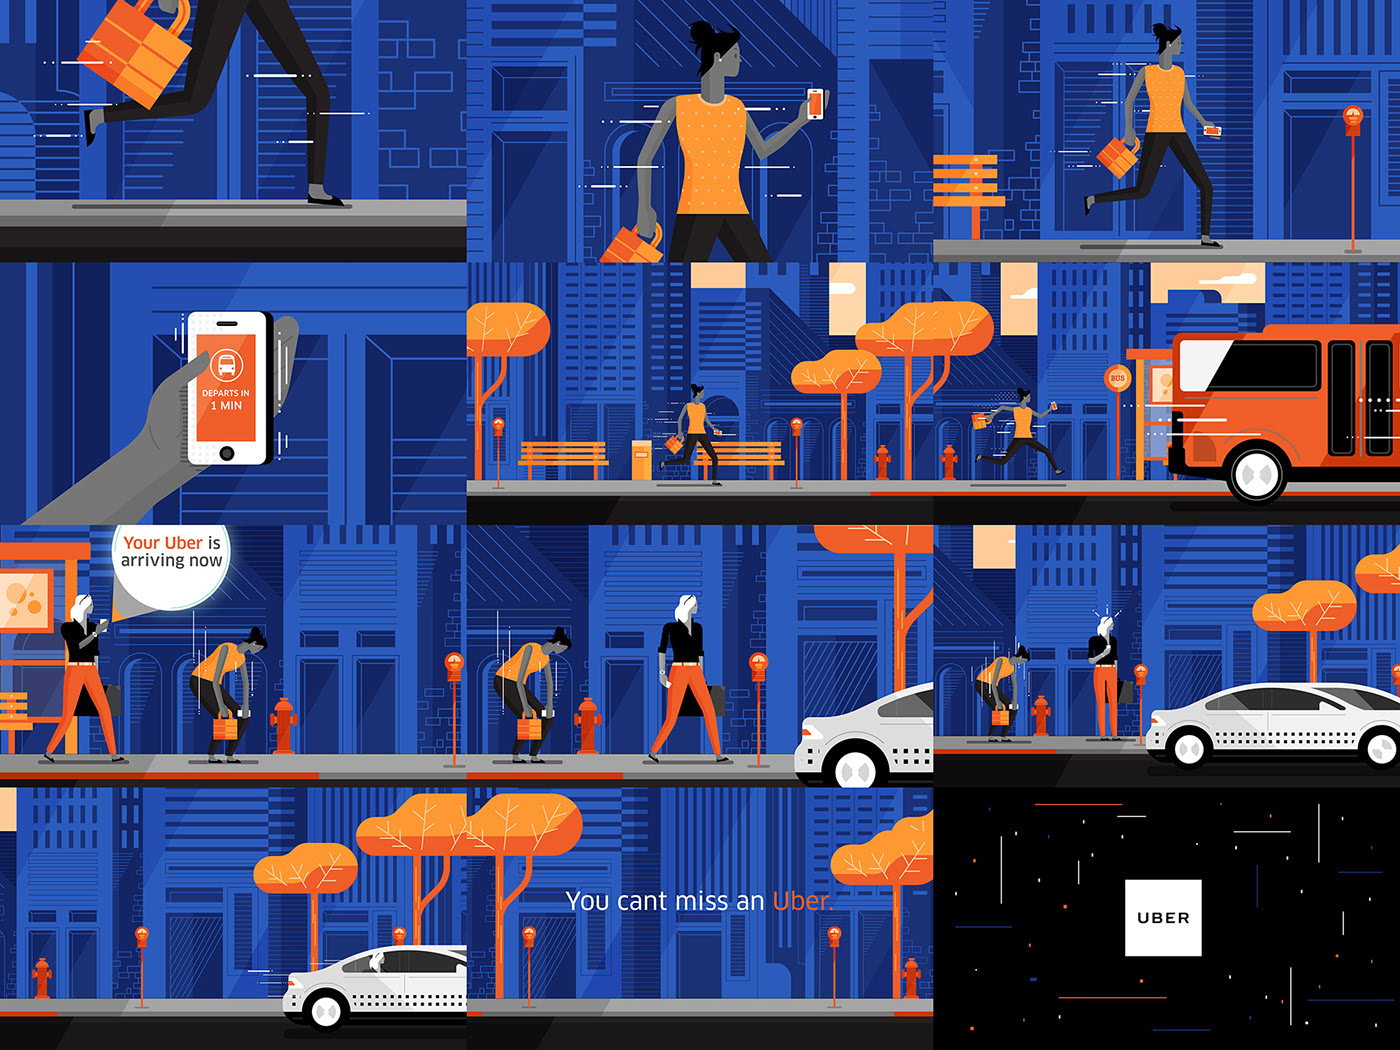 DEPARTS IN
1 MIN
BUS
Your Uber is
arriving now
You cant miss an Uber.
UBER